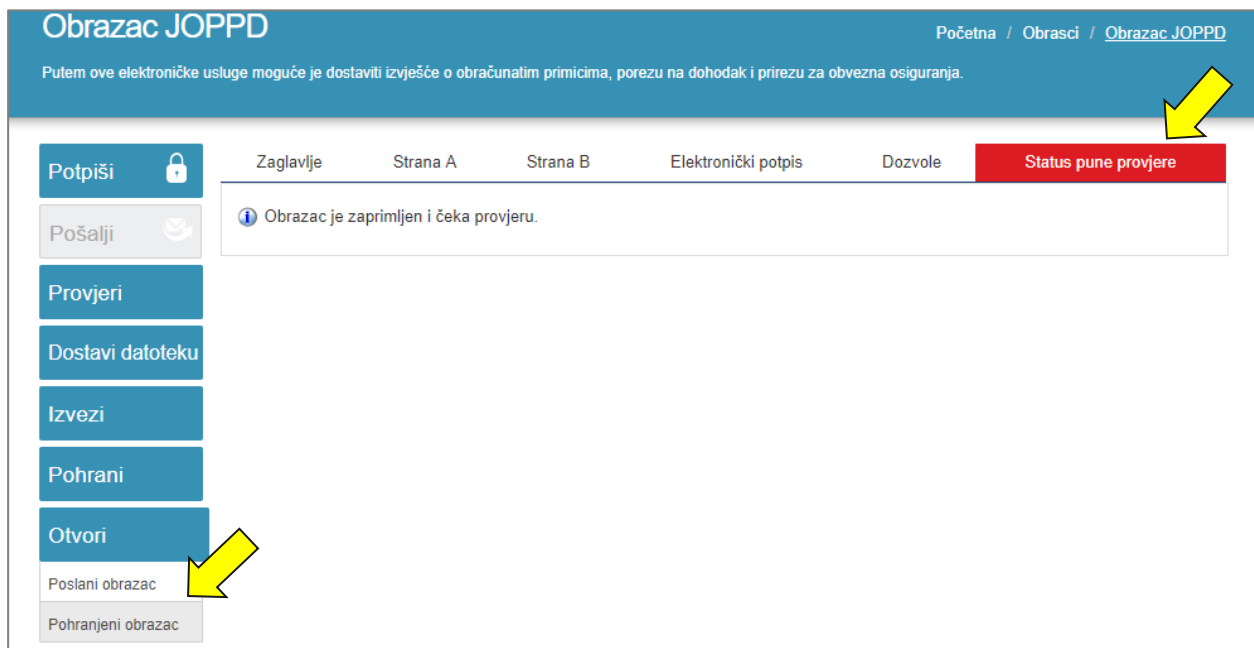 Obrazac JOPPD
Početna / Obrasci / Obrazac JOPPD
Putem ove elektroničke usluge moguće je dostaviti izvješće o obračunatim primicima, porezu na dohodak i prirezu za obvezna osiguranja.
Potpiši
Zaglavlje Strana A Strana B Elektronički potpis Dozvole Status pune provjere
Obrazac je zaprimljen i čeka provjeru.
Pošalji
Provjeri
Dostavi datoteku
Izvezi
Pohrani
Otvori
Poslani obrazac
Pohranjeni obrazac